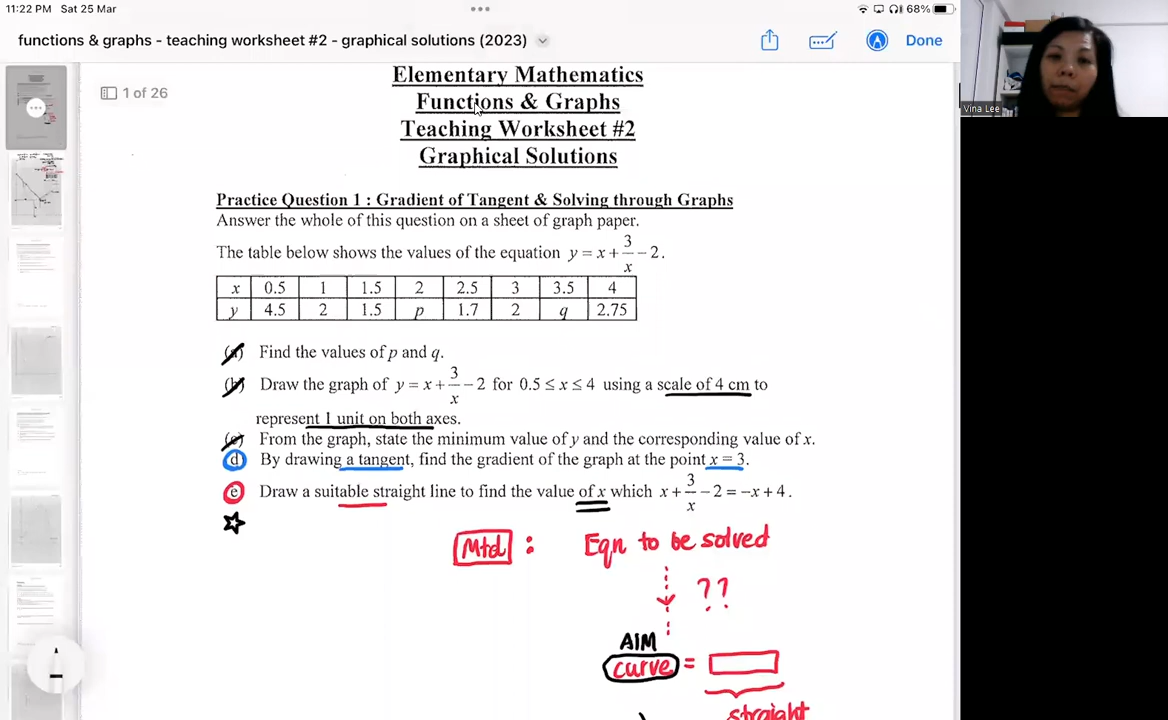 11:22 PM Sat 25 Mar
68%
functions & graphs - teaching worksheet #2 - graphical solutions (2023)
Done
1 of 26
Vina Lee
Elementary Mathematics
Functions & Graphs
Teaching Worksheet #2
Graphical Solutions
Practice Question 1 : Gradient of Tangent & Solving through Graphs
Answer the whole of this question on a sheet of graph paper.
The table below shows the values of the equation y = x + 3/x − 2.
x 0.5 1 1.5 2 2.5 3 3.5 4
y 4.5 2 1.5 p 1.7 2 q 2.75
(a) Find the values of p and q.
(b) Draw the graph of y = x + 3/x − 2 for 0.5 ≤ x ≤ 4 using a scale of 4 cm to
represent 1 unit on both axes.
(c) From the graph, state the minimum value of y and the corresponding value of x.
(d) By drawing a tangent, find the gradient of the graph at the point x = 3.
(e) Draw a suitable straight line to find the value of x which x + 3/x − 2 = −x + 4.
Mtd : Eqn to be solved
??
AIM
curve =
straight